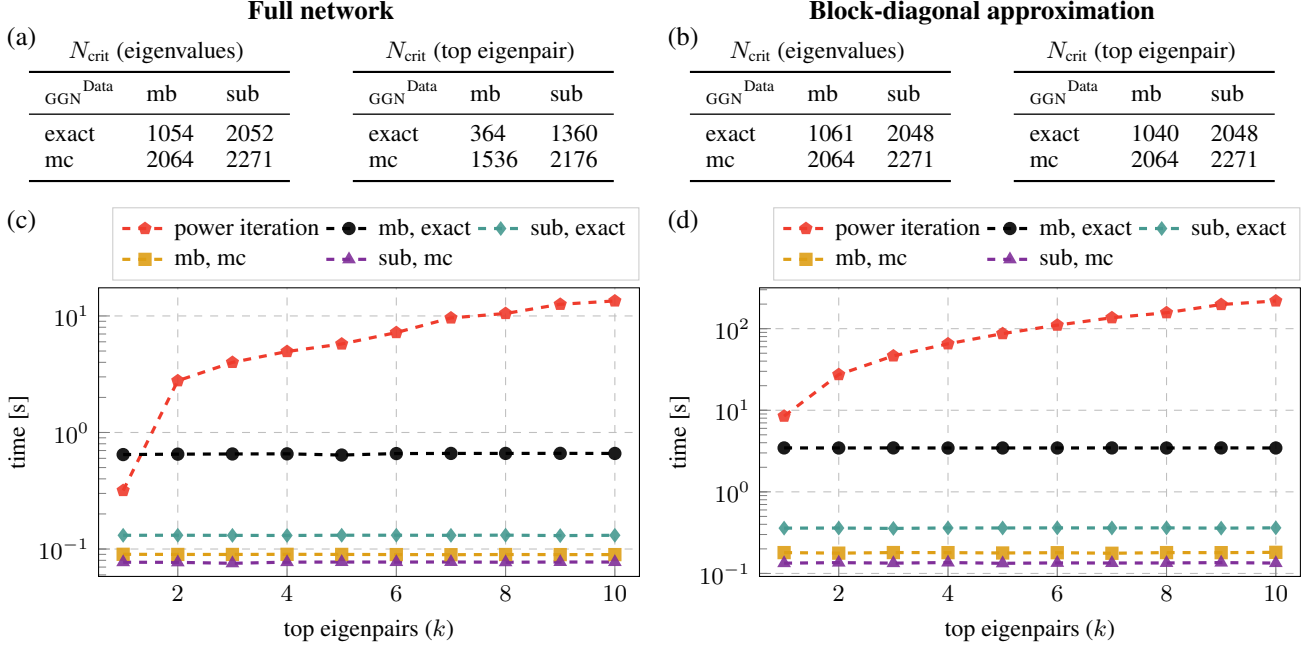 Full network
Block-diagonal approximation
(a)
N_crit (eigenvalues)
GGN Data mb sub
exact 1054 2052
mc 2064 2271
N_crit (top eigenpair)
GGN Data mb sub
exact 364 1360
mc 1536 2176
(b)
N_crit (eigenvalues)
GGN Data mb sub
exact 1061 2048
mc 2064 2271
N_crit (top eigenpair)
GGN Data mb sub
exact 1040 2048
mc 2064 2271
(c)
power iteration mb, exact sub, exact
mb, mc sub, mc
10^1
10^0
10^−1
time [s]
2 4 6 8 10
top eigenpairs (k)
(d)
power iteration mb, exact sub, exact
mb, mc sub, mc
10^2
10^1
10^0
10^−1
time [s]
2 4 6 8 10
top eigenpairs (k)